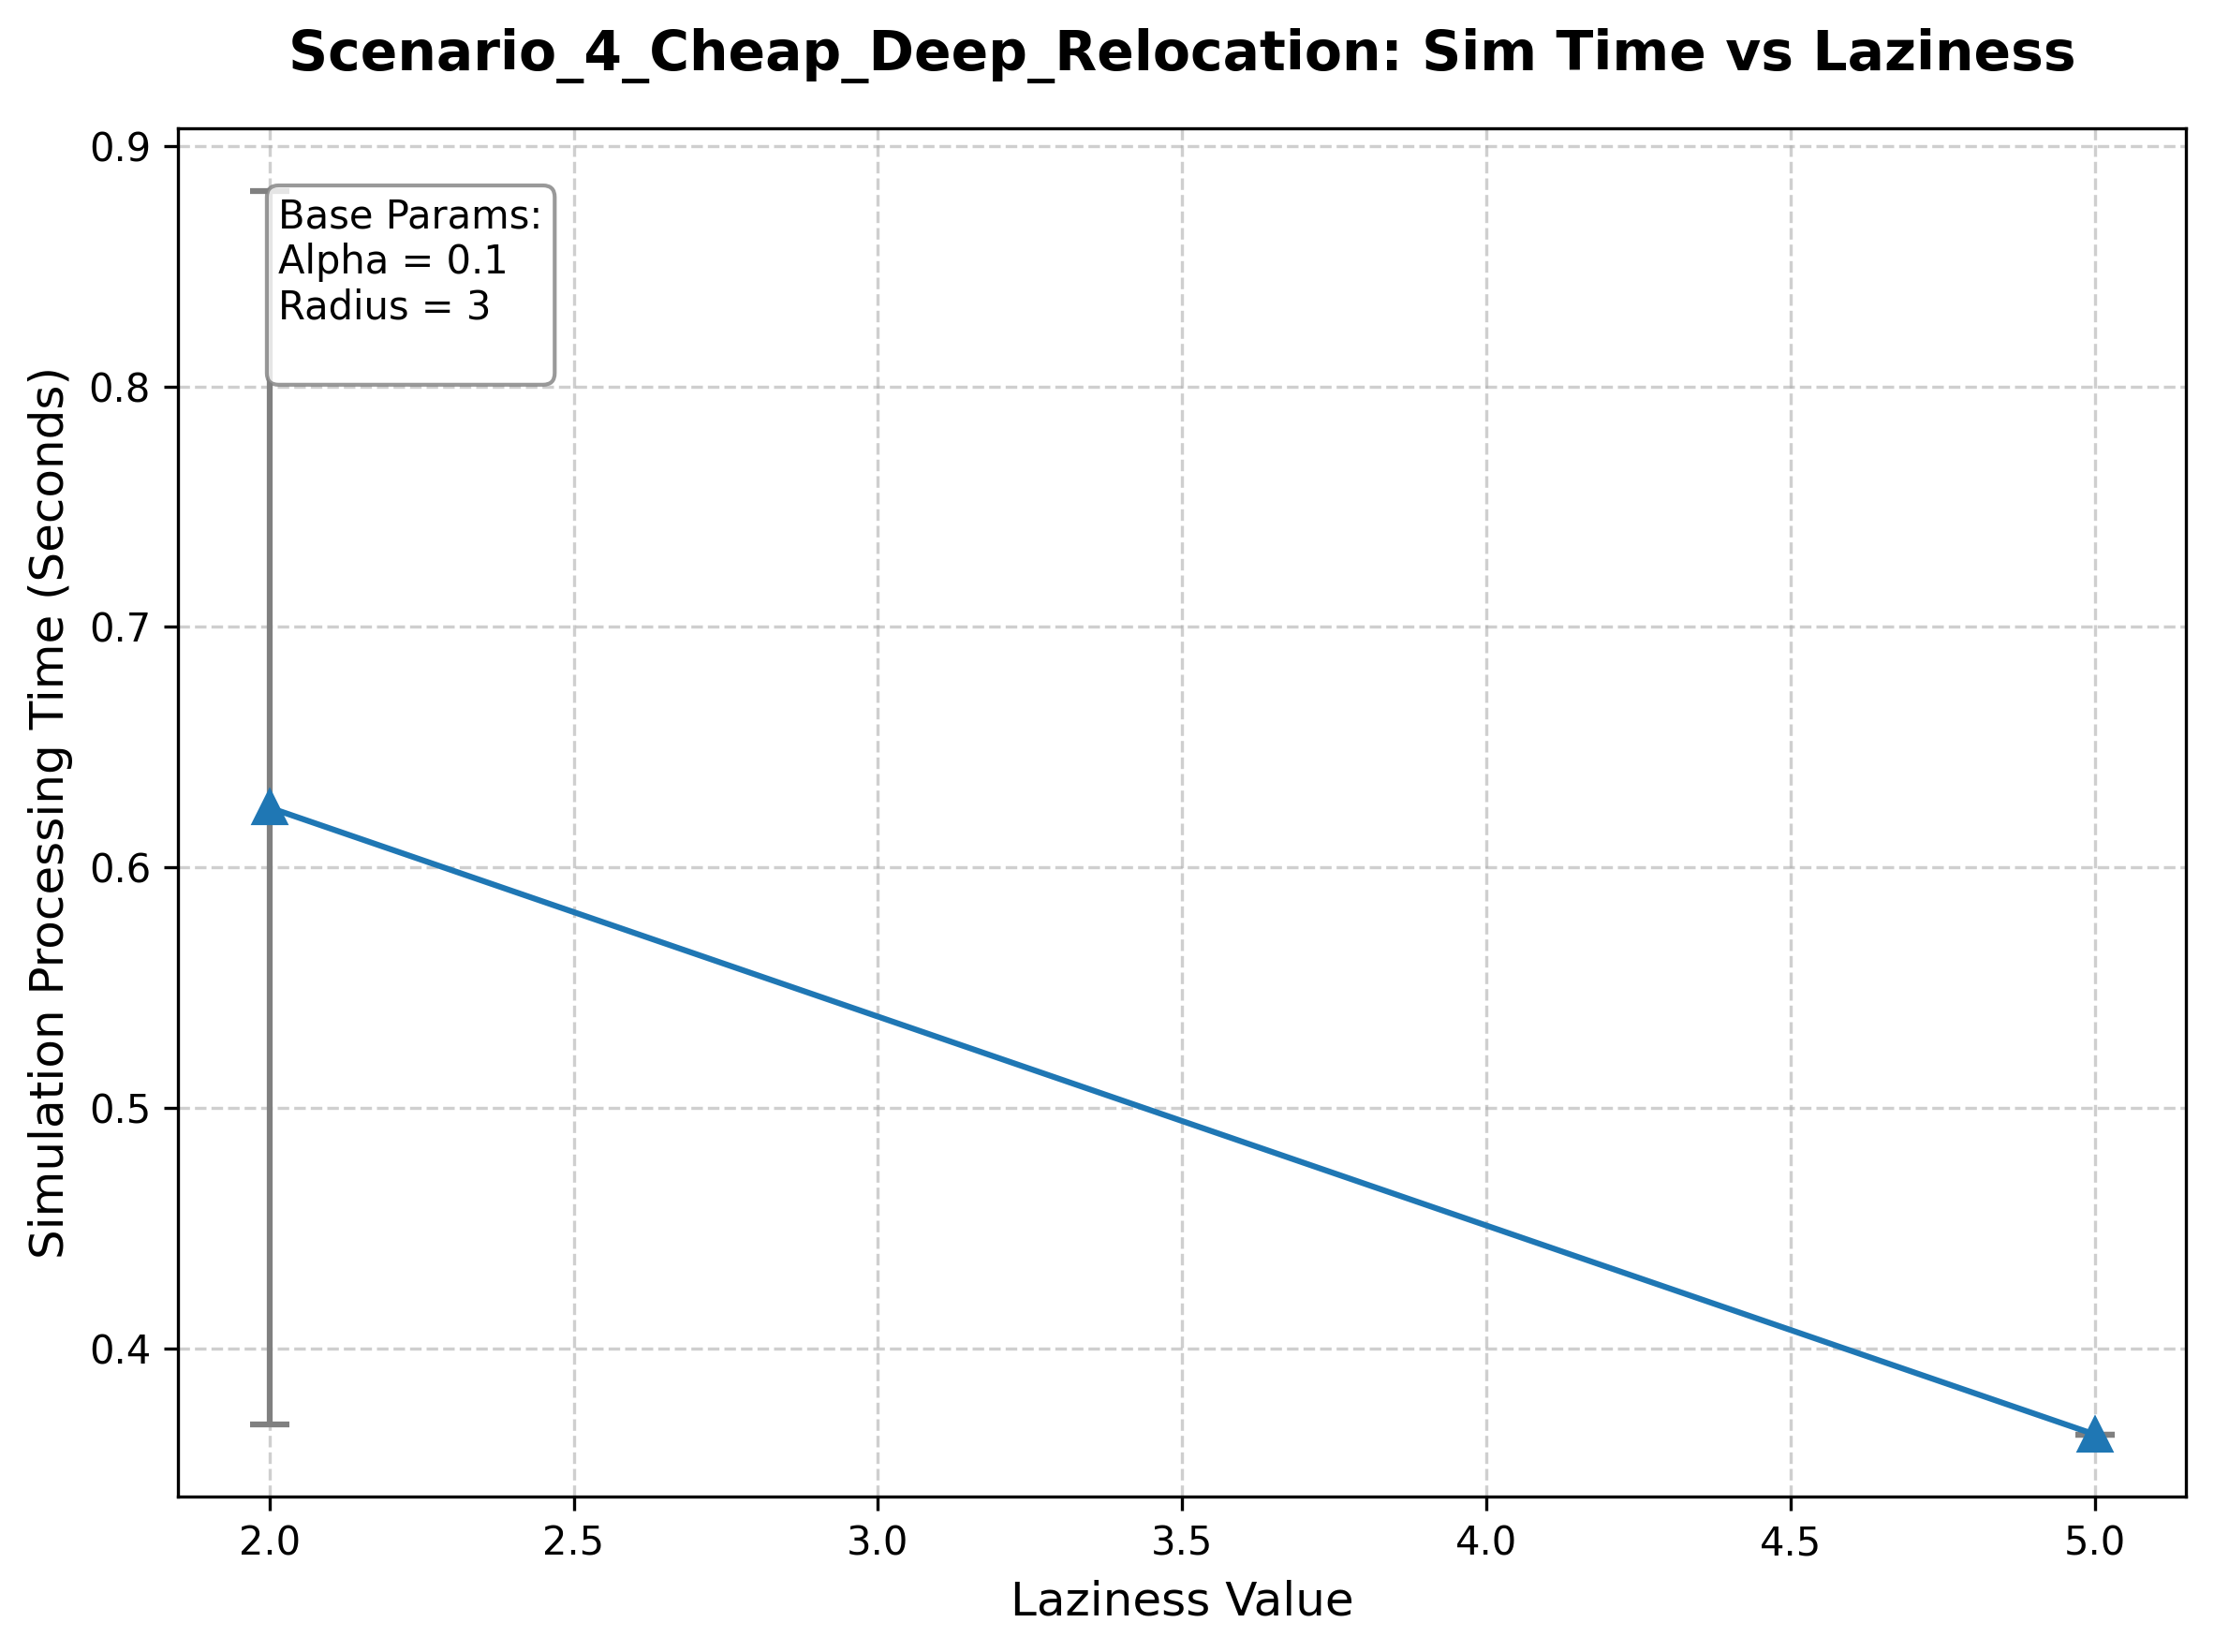 Scenario_4_Cheap_Deep_Relocation: Sim Time vs Laziness
Simulation Processing Time (Seconds)
0.9
0.8
0.7
0.6
0.5
0.4
Base Params:
Alpha = 0.1
Radius = 3
2.0 2.5 3.0 3.5 4.0 4.5 5.0
Laziness Value